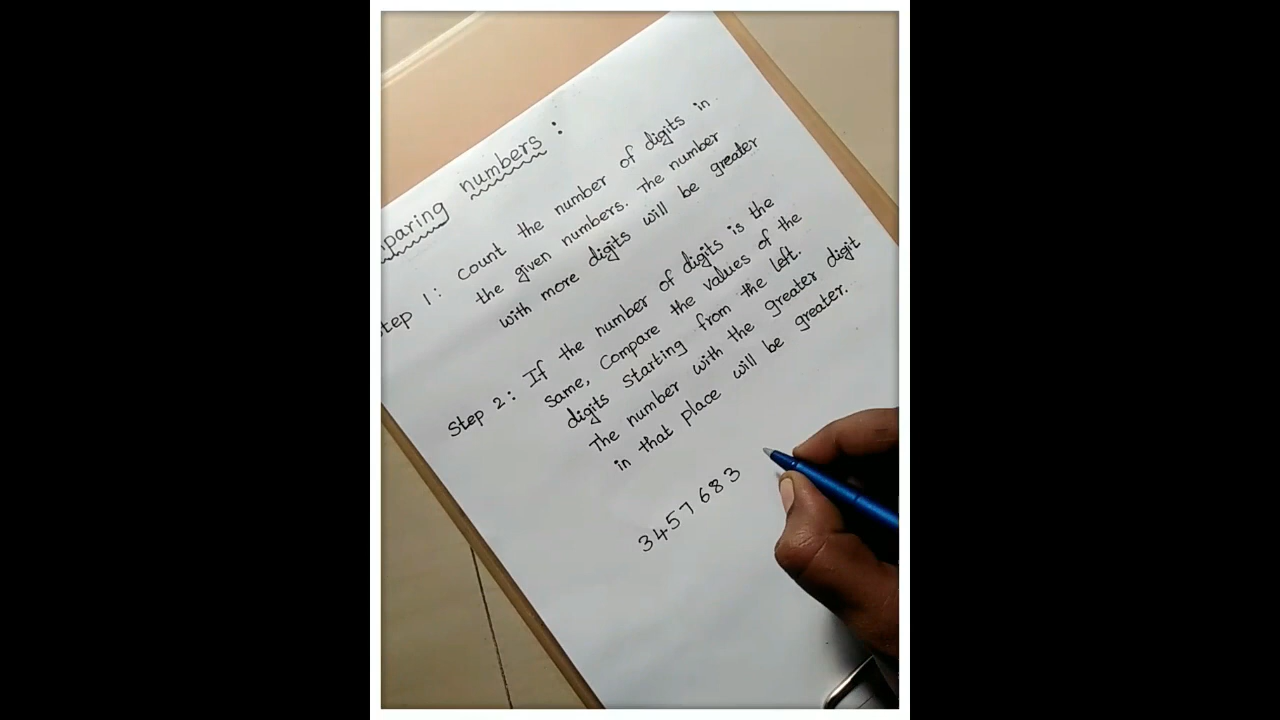 numbers :
Step 1 : Count the number of digits in
the given numbers. The number
with more digits will be greater
Step 2 : If the number of digits is the
Same, Compare the values of the
digits Starting from the left.
The number with the greater digit
in that place will be greater.
3457683